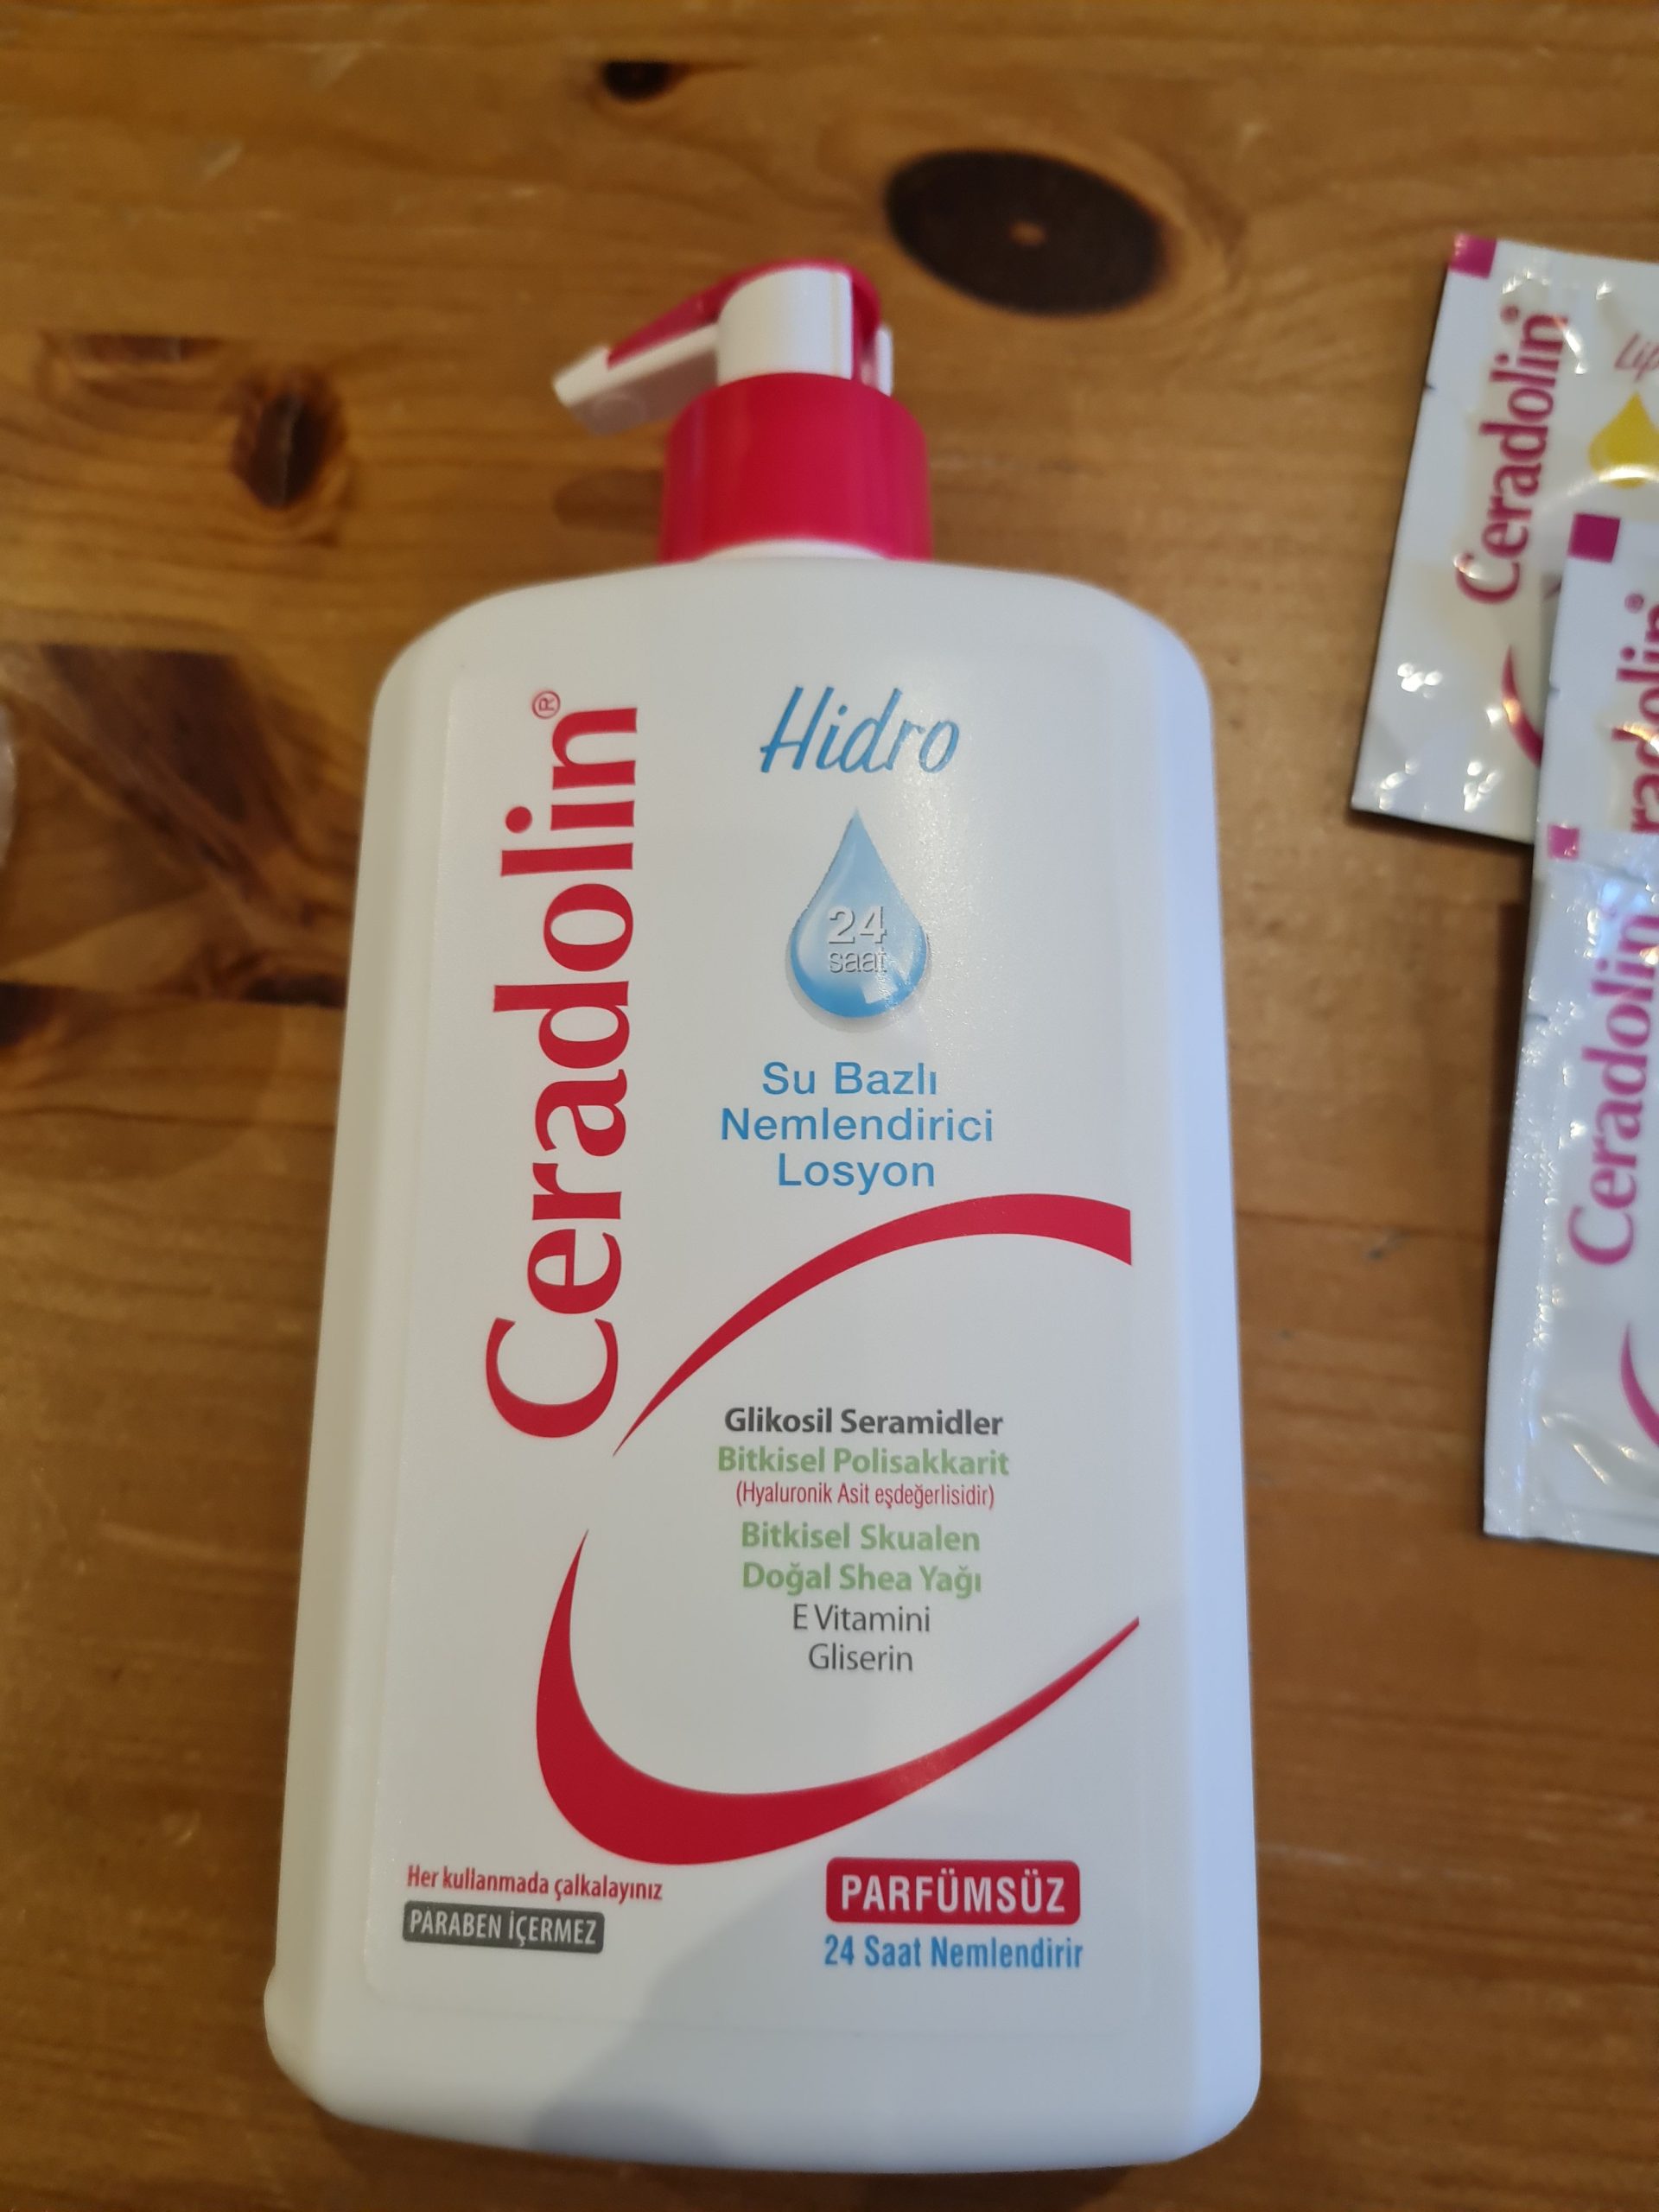 Ceradolin®
Hidro
24
saat
Su Bazlı
Nemlendirici
Losyon
Glikosil Seramidler
Bitkisel Polisakkarit
(Hyaluronik Asit eşdeğerlisidir)
Bitkisel Skualen
Doğal Shea Yağı
E Vitamini
Gliserin
Her kullanmada çalkalayınız
PARABEN İÇERMEZ
PARFÜMSÜZ
24 Saat Nemlendirir
Ceradolin®
Ceradolin